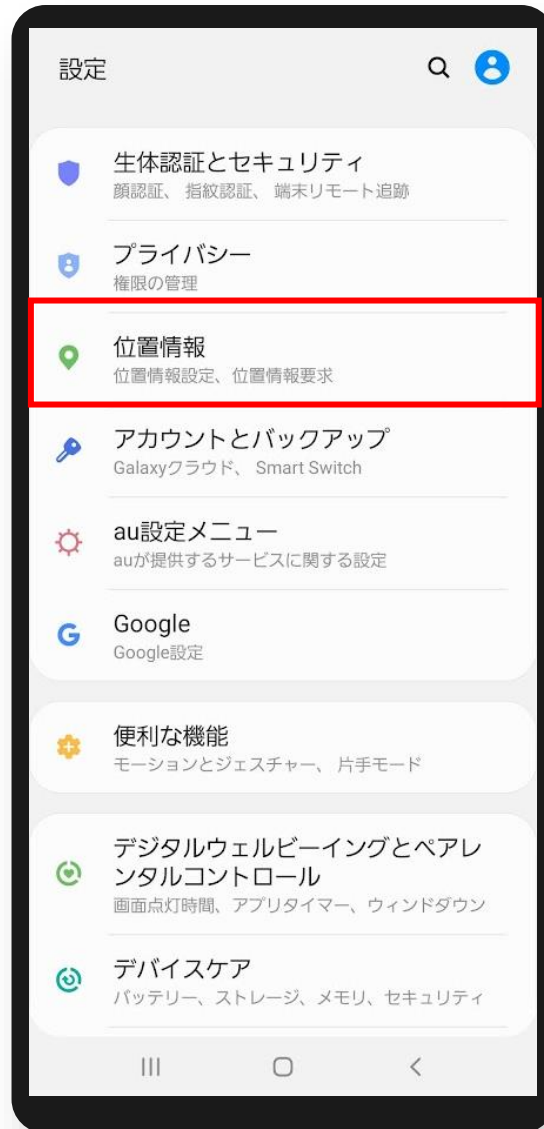 設定
生体認証とセキュリティ
顔認証、 指紋認証、 端末リモート追跡
プライバシー
権限の管理
位置情報
位置情報設定、位置情報要求
アカウントとバックアップ
Galaxyクラウド、 Smart Switch
au設定メニュー
auが提供するサービスに関する設定
Google
Google設定
便利な機能
モーションとジェスチャー、 片手モード
デジタルウェルビーイングとペアレ
ンタルコントロール
画面点灯時間、アプリタイマー、ウィンドダウン
デバイスケア
バッテリー、ストレージ、メモリ、セキュリティ